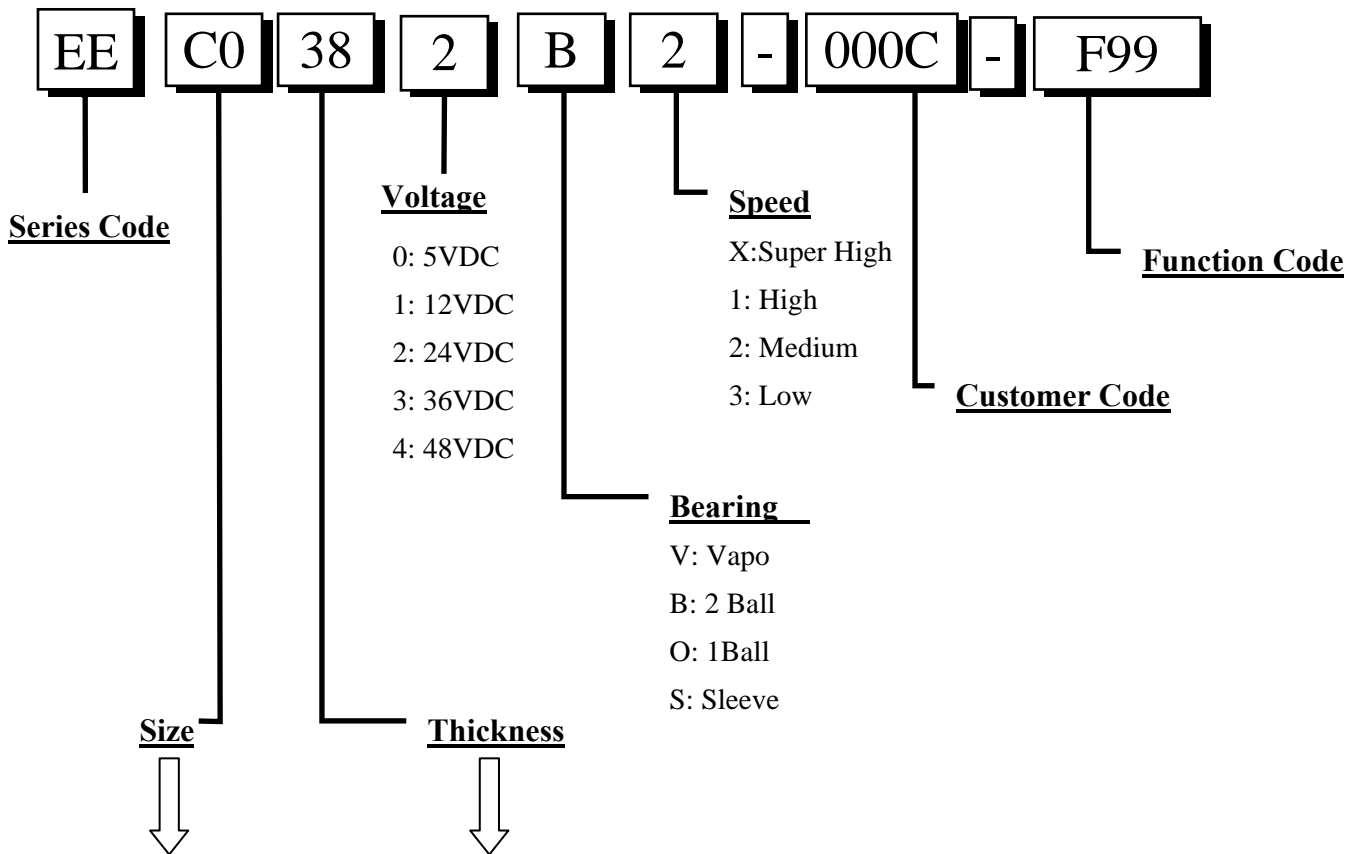 EE C0 38 2 B 2 - 000C - F99
Series Code
Voltage
0: 5VDC
1: 12VDC
2: 24VDC
3: 36VDC
4: 48VDC
Speed
X:Super High
1: High
2: Medium
3: Low
Function Code
Customer Code
Bearing
V: Vapo
B: 2 Ball
O: 1Ball
S: Sleeve
Size
Thickness